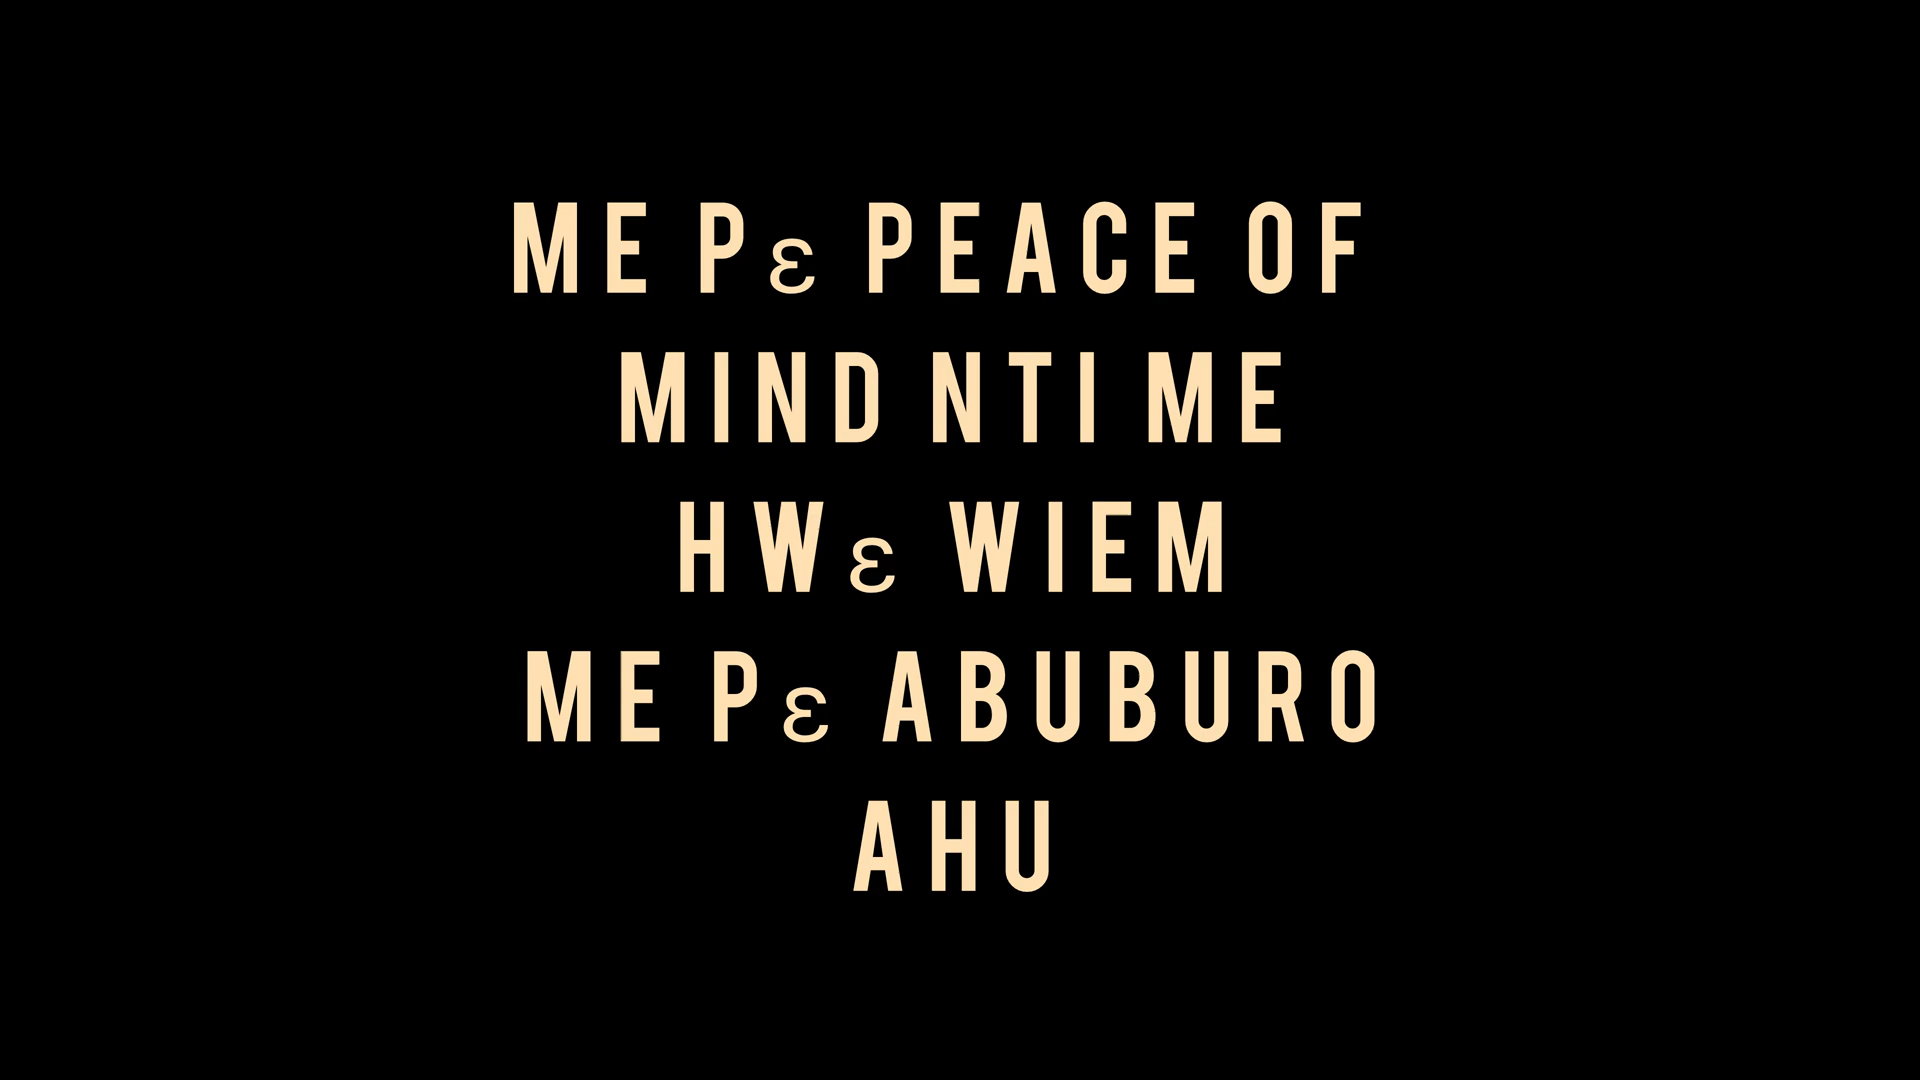 ME Pɛ PEACE OF
MIND NTI ME
HWɛ WIEM
ME Pɛ ABUBURO
AHU